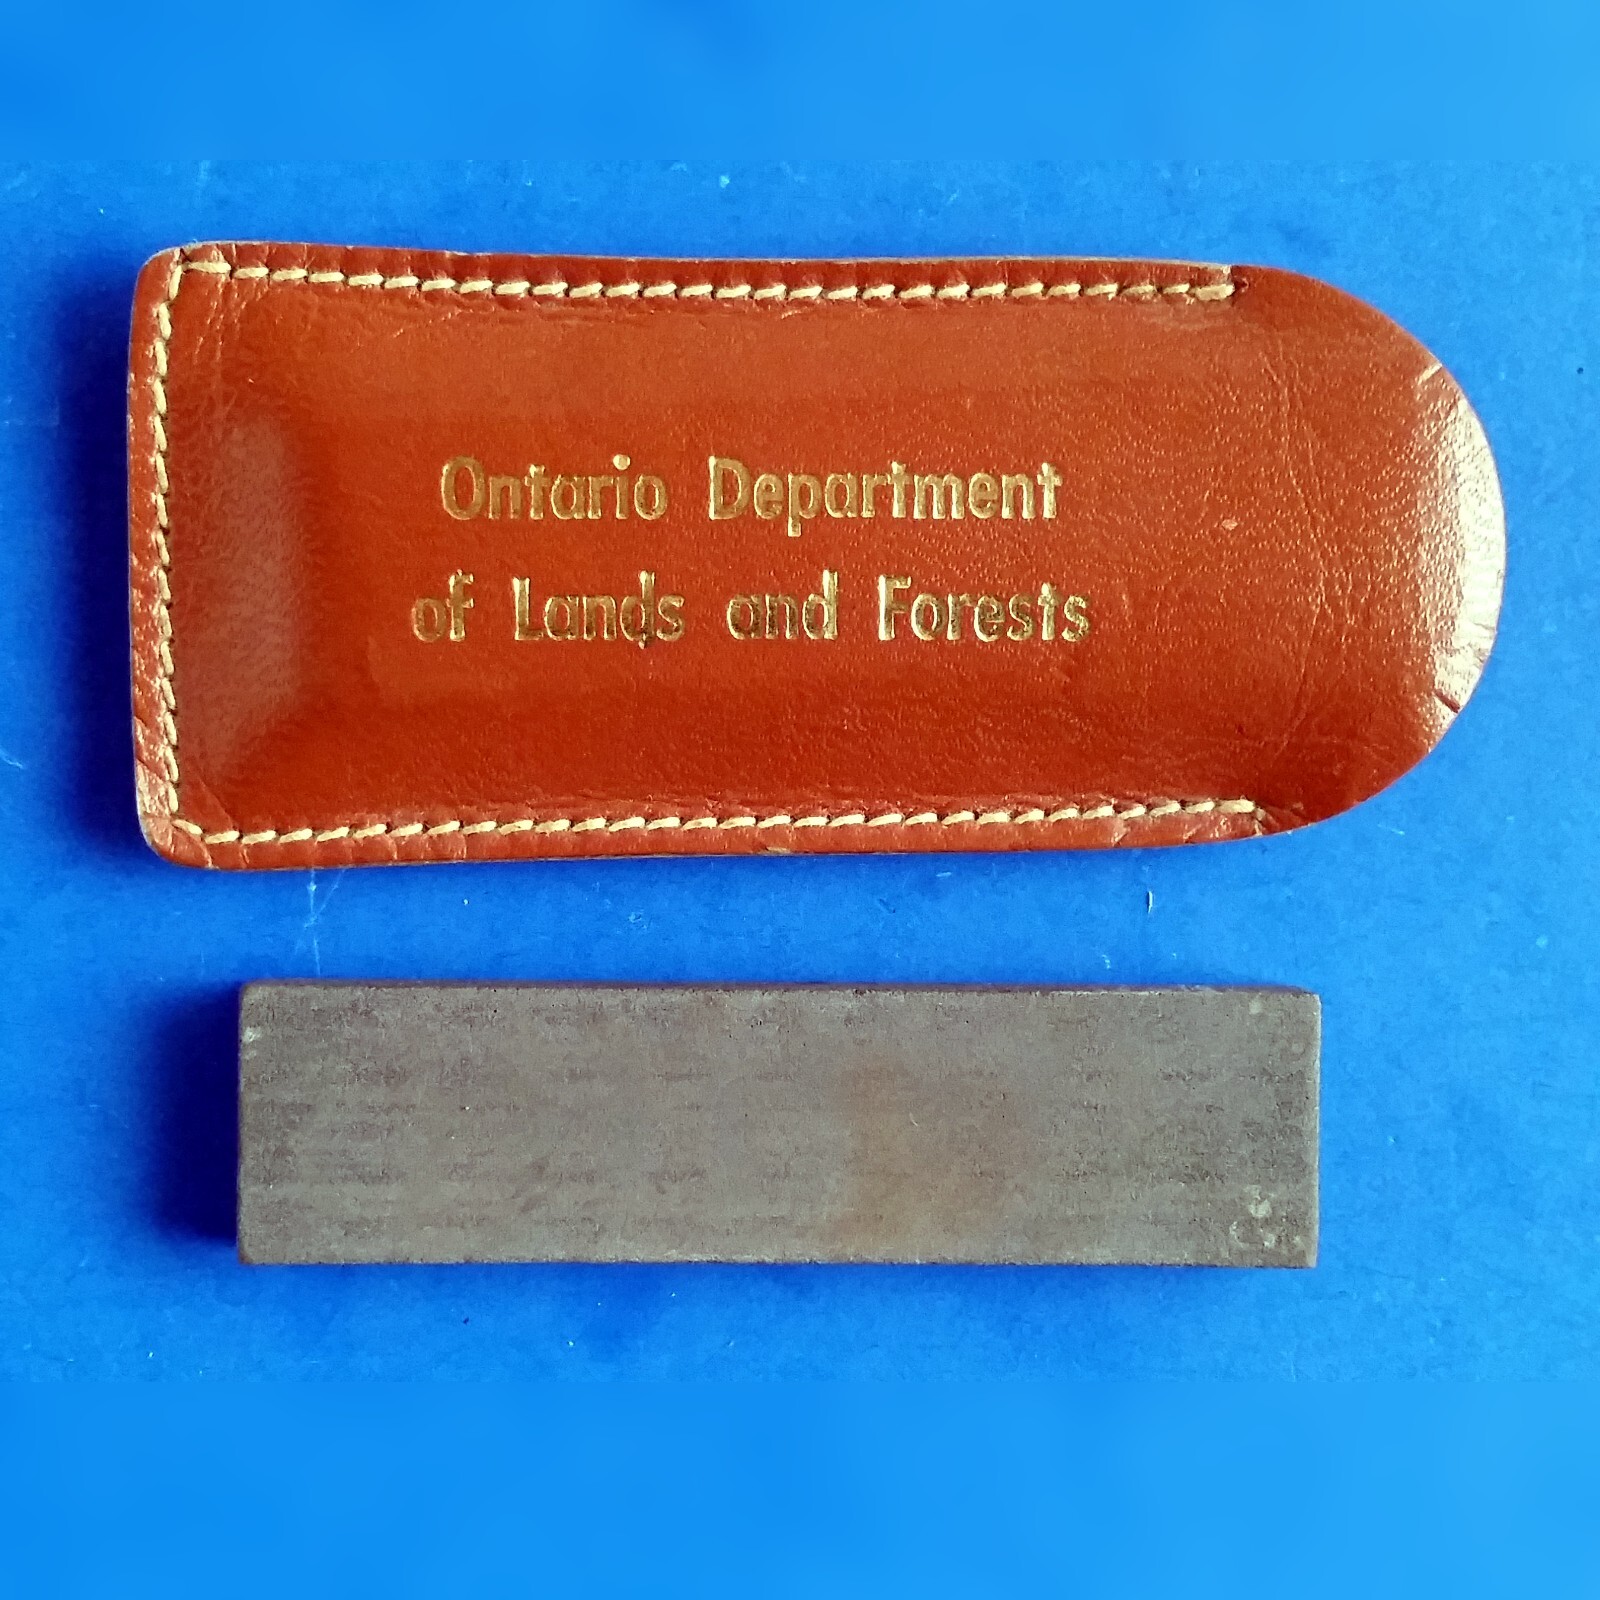 Ontario Department
of Lands and Forests